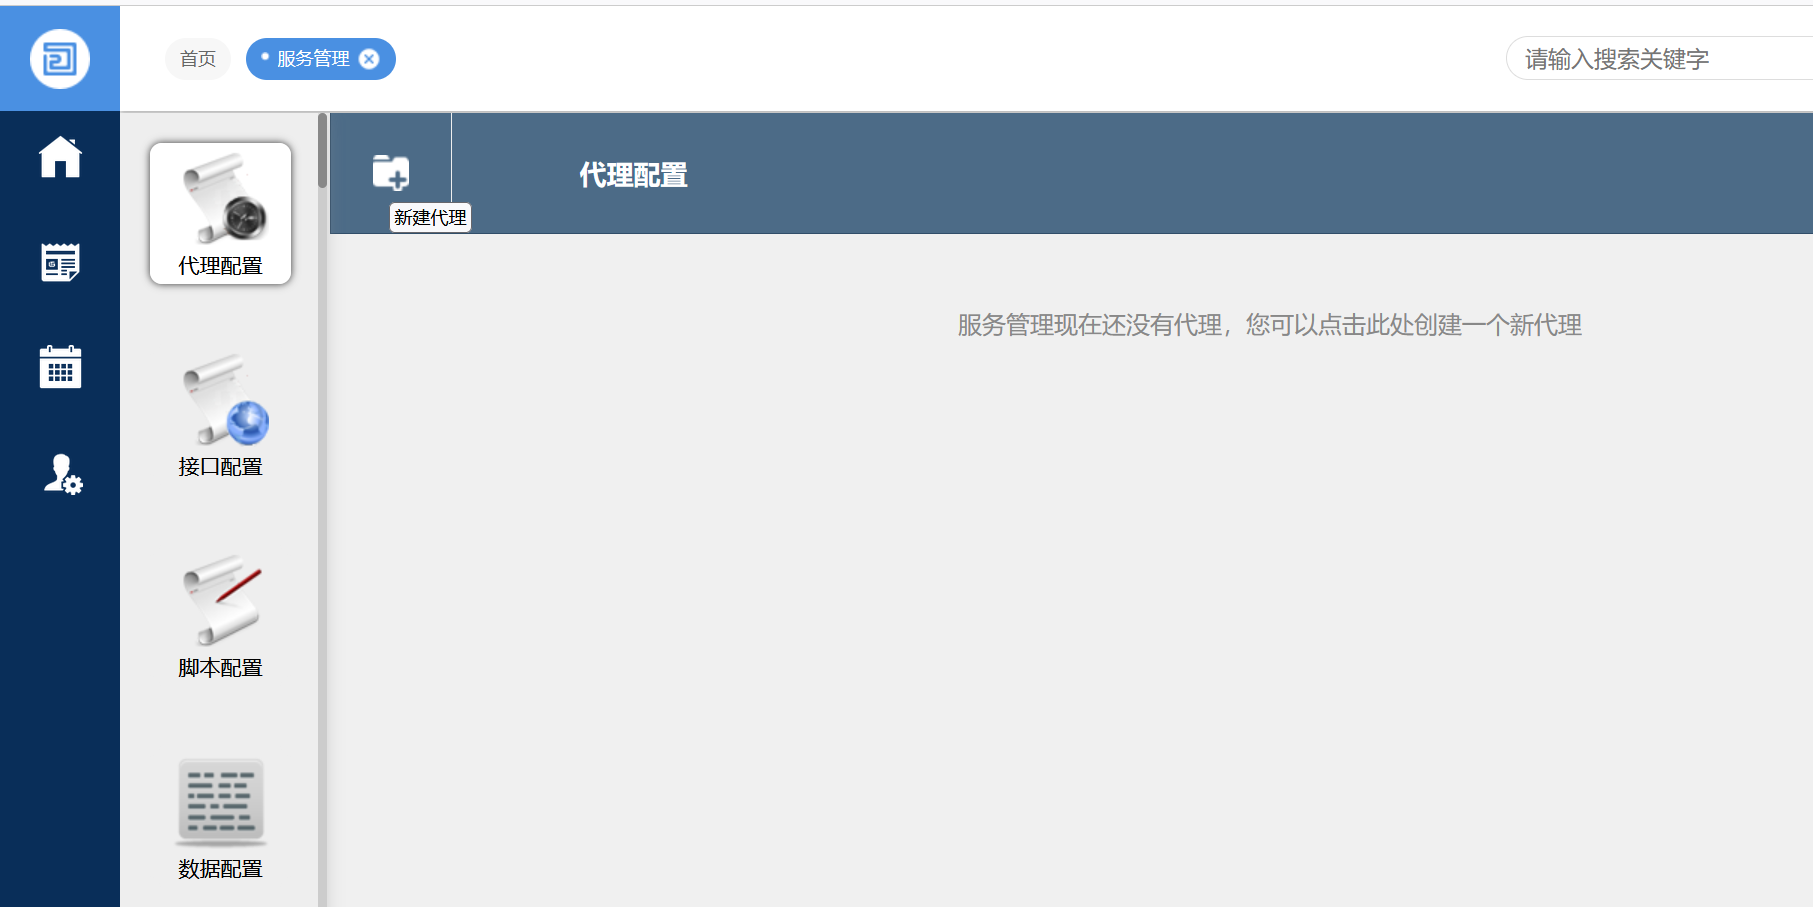 首页
服务管理
请输入搜索关键字
代理配置
新建代理
代理配置
服务管理现在还没有代理，您可以点击此处创建一个新代理
接口配置
脚本配置
数据配置